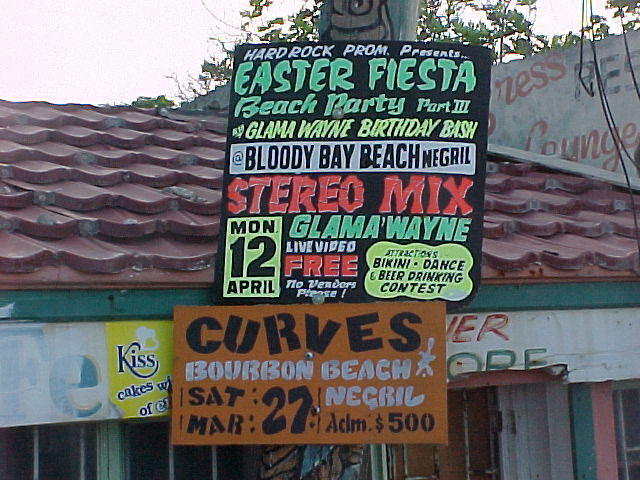 HARD ROCK PROM. Presents...
EASTER FIESTA
Beach Party Part III
GLAMA WAYNE BIRTHDAY BASH
@ BLOODY BAY BEACH NEGRIL
STEREO MIX
GLAMA'WAYNE
MON
12
APRIL
LIVE VIDEO
FREE
No Vendors
Please!
ATTRACTIONS
BIKINI - DANCE
& BEER DRINKING
CONTEST
CURVES
BOURBON BEACH
NEGRIL
SAT:
MAR:
27
Adm. $500
Kiss
cakes
of
Lounge